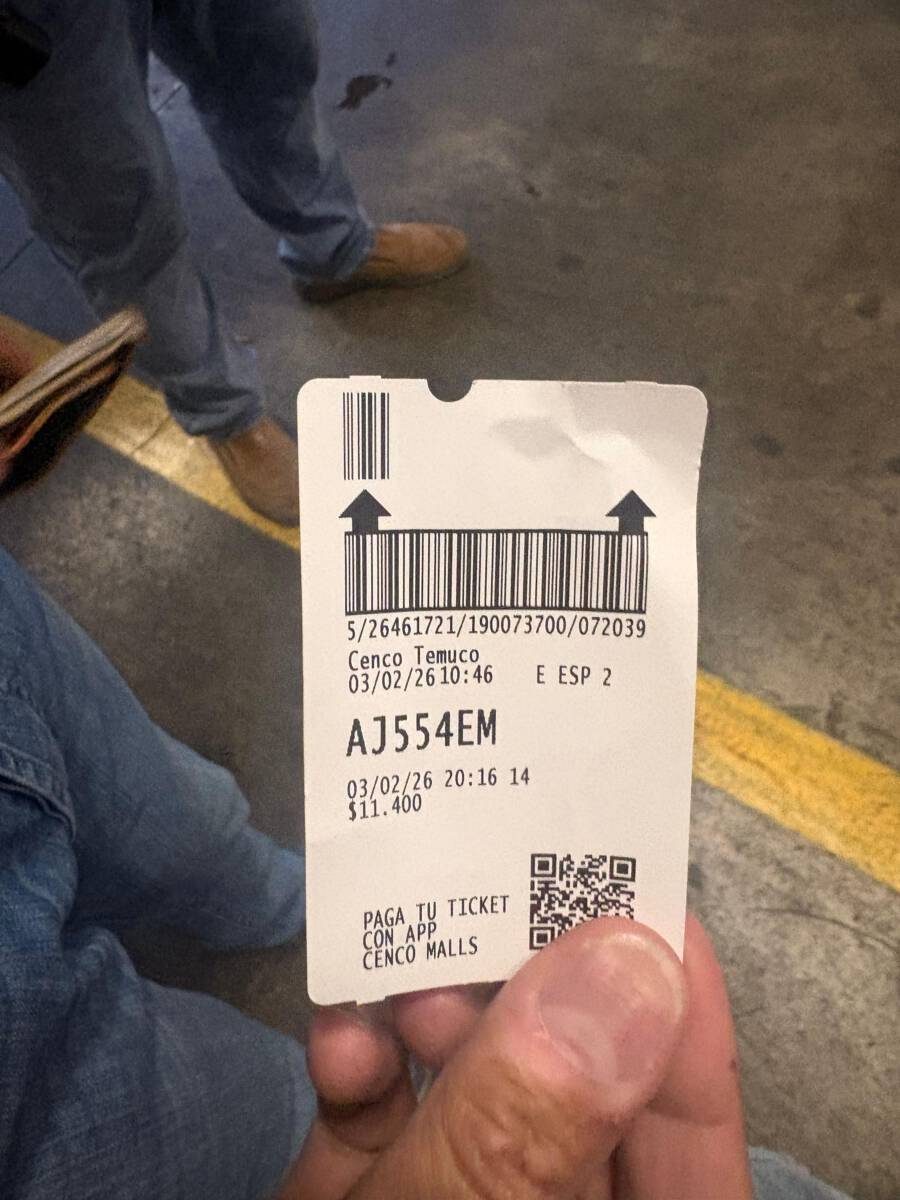 5/26461721/190073700/072039
Cenco Temuco
03/02/26 10:46 E ESP 2
AJ554EM
03/02/26 20:16 14
$11.400
PAGA TU TICKET
CON APP
CENCO MALLS